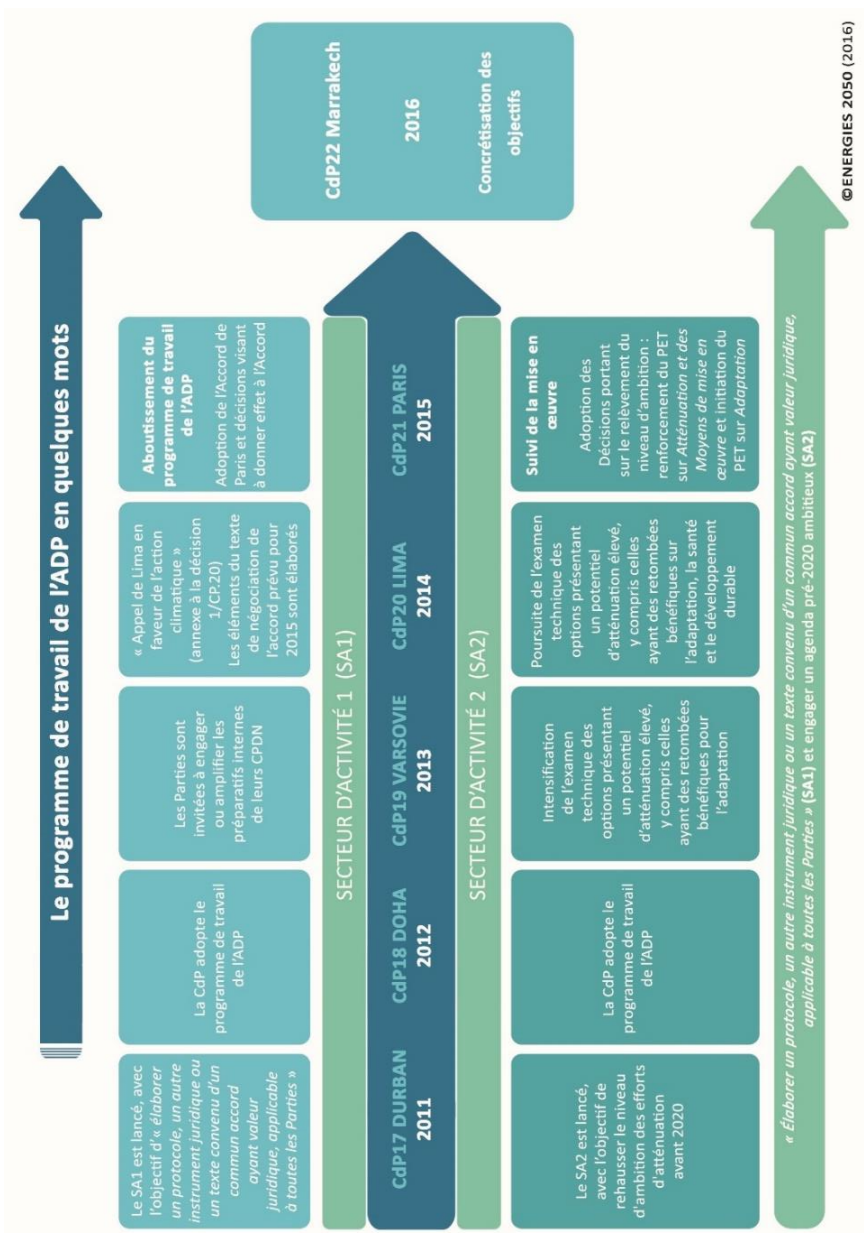 Le programme de travail de l'ADP en quelques mots
Le SA1 est lancé, avec
l'objectif d'« élaborer
un protocole, un autre
instrument juridique ou
un texte convenu d'un
commun accord
ayant valeur
juridique, applicable
à toutes les Parties »
La CdP adopte le
programme de travail
de l'ADP
Les Parties sont
invitées à engager
ou amplifier les
préparatifs internes
de leurs CPDN
« Appel de Lima en
faveur de l'action
climatique »
(annexe à la décision
1/CP.20)
Les éléments du texte
de négociation de
l'accord prévu pour
2015 sont élaborés
Aboutissement du
programme de travail
de l'ADP
Adoption de l'Accord de
Paris et décisions visant
à donner effet à l'Accord
SECTEUR D'ACTIVITÉ 1 (SA1)
CdP17 DURBAN
2011
CdP18 DOHA
2012
CdP19 VARSOVIE
2013
CdP20 LIMA
2014
CdP21 PARIS
2015
CdP22 Marrakech
2016
Concrétisation des
objectifs
SECTEUR D'ACTIVITÉ 2 (SA2)
Le SA2 est lancé,
avec l'objectif de
rehausser le niveau
d'ambition des efforts
d'atténuation
avant 2020
La CdP adopte le
programme de travail
de l'ADP
Intensification
de l'examen
technique des
options présentant
un potentiel
d'atténuation élevé,
y compris celles
ayant des retombées
bénéfiques pour
l'adaptation
Poursuite de l'examen
technique des
options présentant
un potentiel
d'atténuation élevé,
y compris celles
ayant des retombées
bénéfiques sur
l'adaptation, la santé
et le développement
durable
Suivi de la mise en
œuvre
Adoption des
Décisions portant
sur le relèvement du
niveau d'ambition :
renforcement du PET
sur Atténuation et des
Moyens de mise en
œuvre et initiation du
PET sur Adaptation
« Élaborer un protocole, un autre instrument juridique ou un texte convenu d'un commun accord ayant valeur juridique,
applicable à toutes les Parties » (SA1) et engager un agenda pré-2020 ambitieux (SA2)
©ENERGIES 2050 (2016)